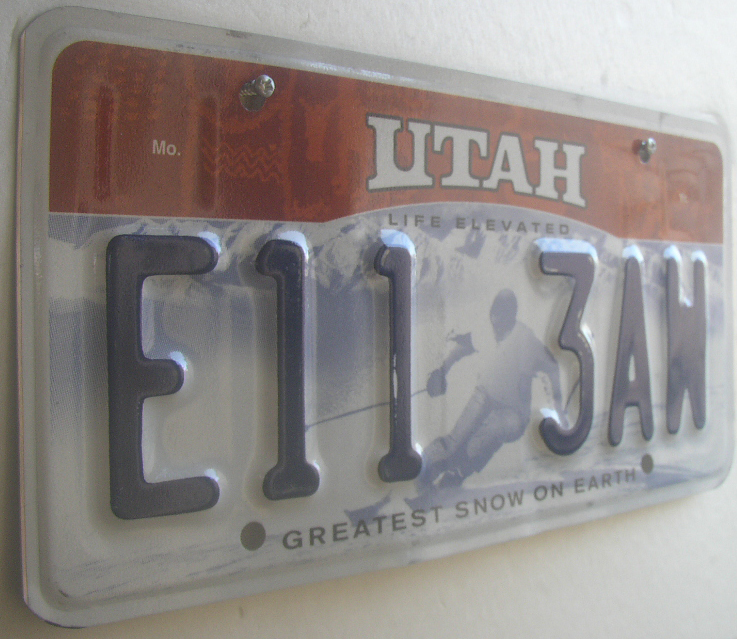 Mo.
UTAH
LIFE ELEVATED
E11 3AW
GREATEST SNOW ON EARTH